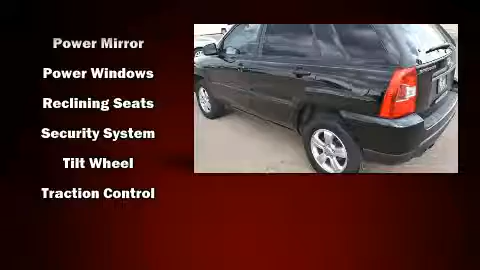 Power Mirror
Power Windows
Reclining Seats
Security System
Tilt Wheel
Traction Control